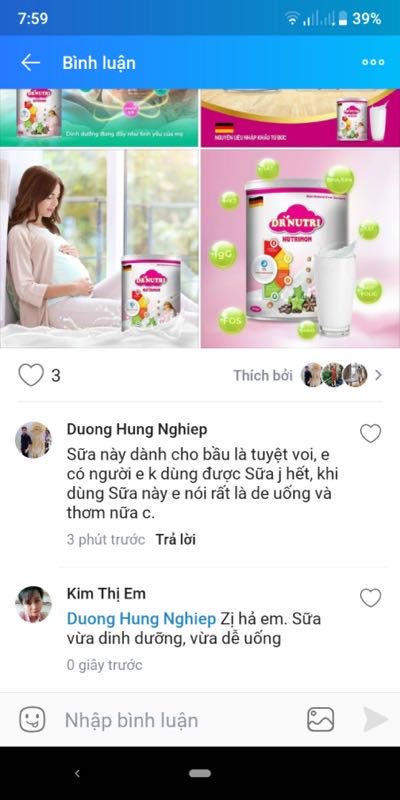 7:59
39%
Bình luận
DR NUTRI
Dinh dưỡng đong đầy như tình yêu của mẹ
NGUYÊN LIỆU NHẬP KHẨU TỪ ĐỨC
DR NUTRI
NUTRIMOM
DR NUTRI
NUTRIMOM
IgG
FOS
FOLIC
3
Thích bởi
Duong Hung Nghiep
Sữa này dành cho bầu là tuyệt voi, e
có người e k dùng được Sữa j hết, khi
dùng Sữa này e nói rất là de uống và
thơm nữa c.
3 phút trước Trả lời
Kim Thị Em
Duong Hung Nghiep Zị hả em. Sữa
vừa dinh dưỡng, vừa dễ uống
0 giây trước
Nhập bình luận